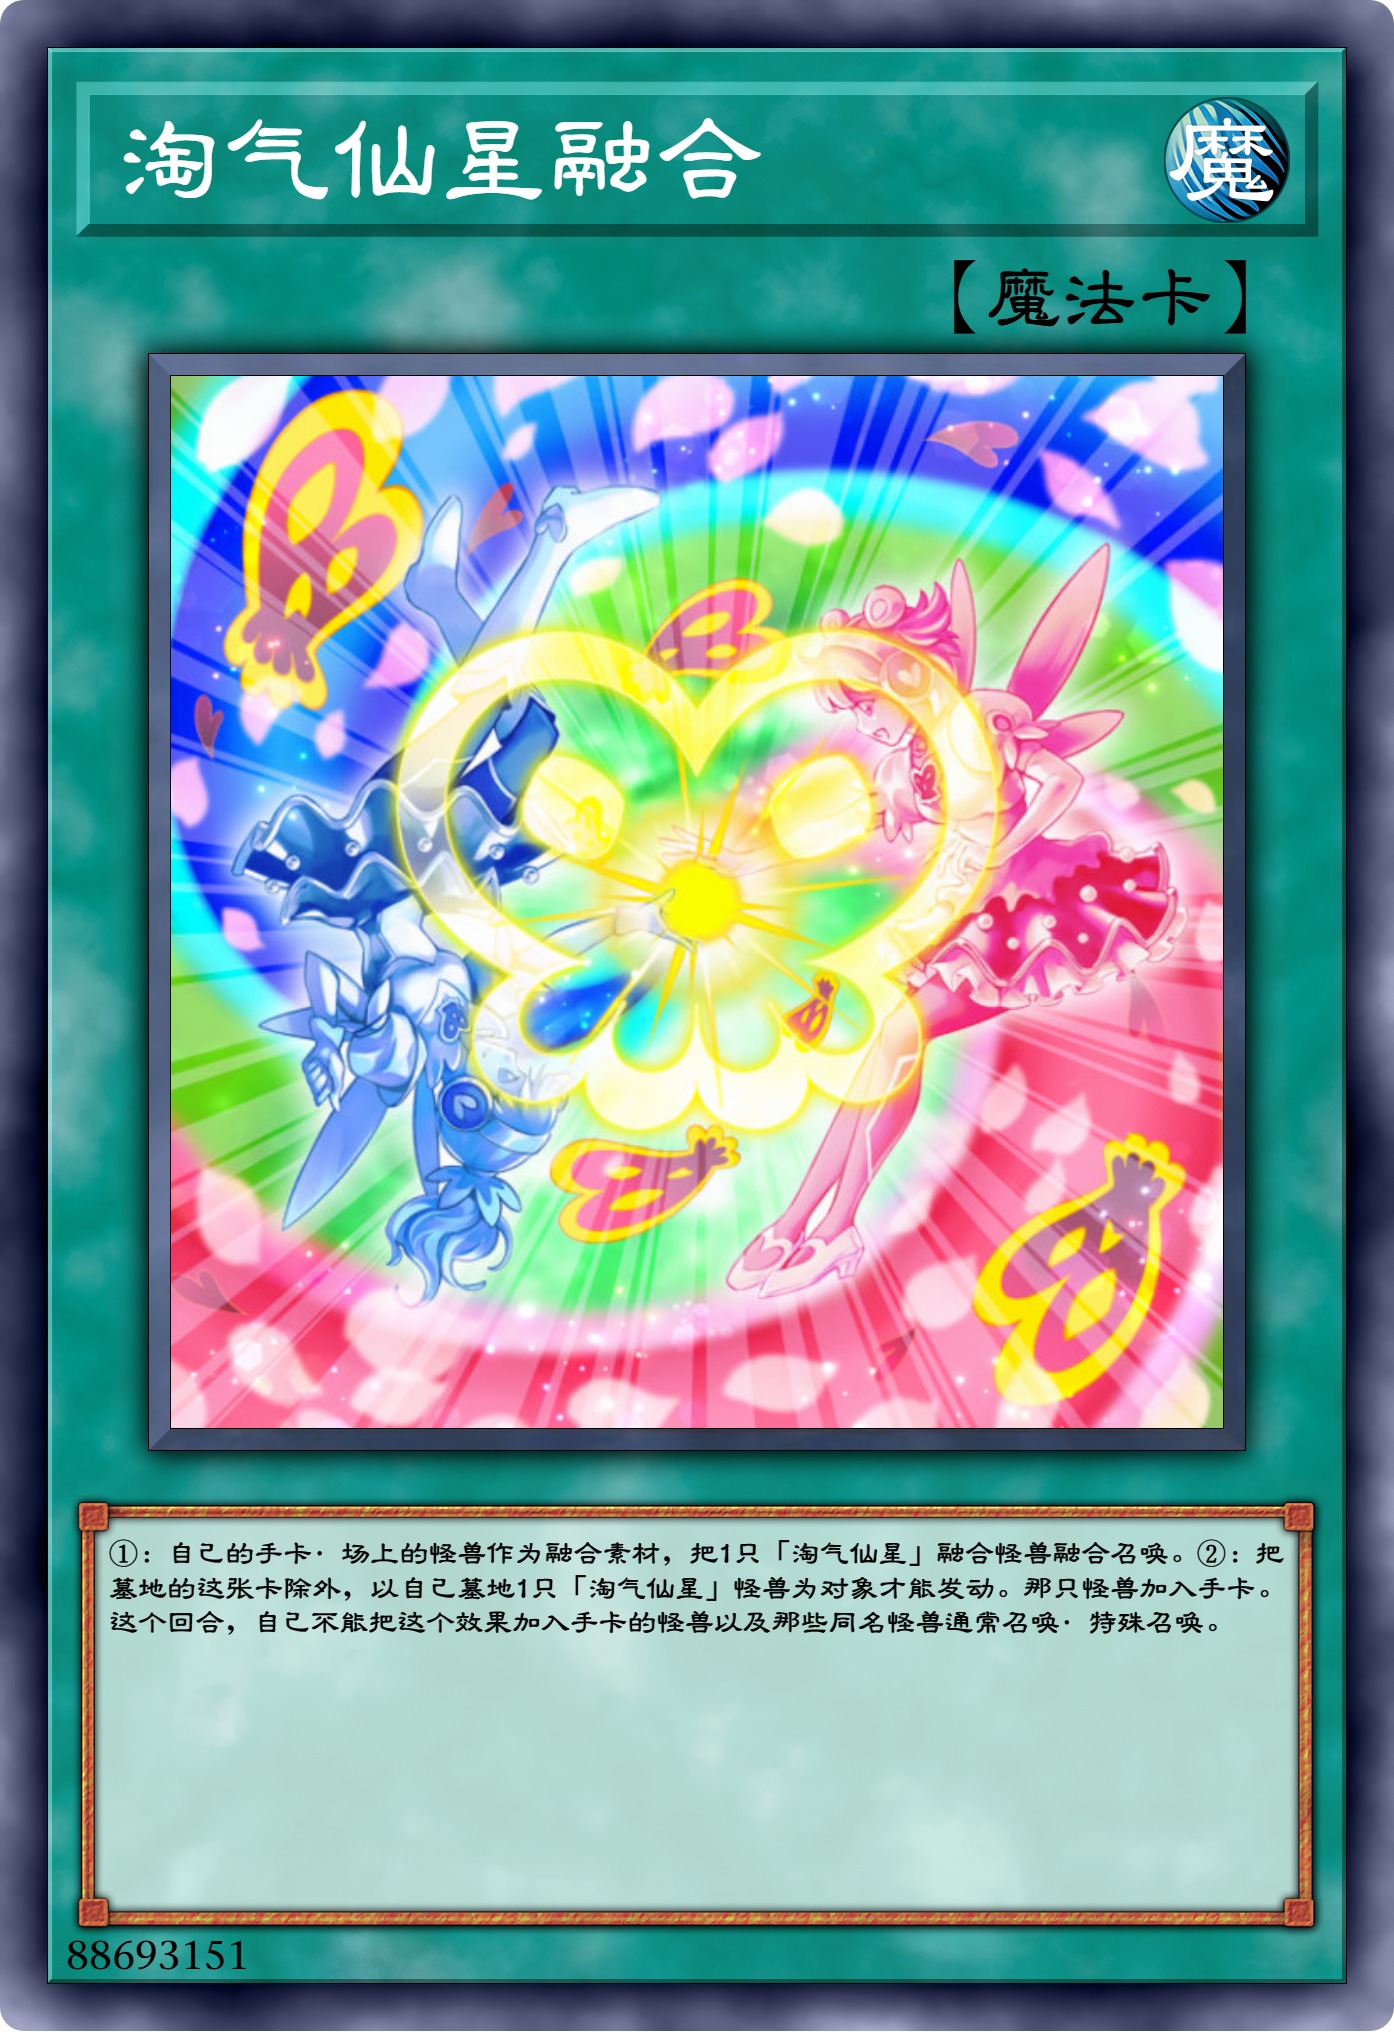 淘气仙星融合
魔
【魔法卡】
①：自己的手卡·场上的怪兽作为融合素材，把1只「淘气仙星」融合怪兽融合召唤。②：把
墓地的这张卡除外，以自己墓地1只「淘气仙星」怪兽为对象才能发动。那只怪兽加入手卡。
这个回合，自己不能把这个效果加入手卡的怪兽以及那些同名怪兽通常召唤·特殊召唤。
88693151